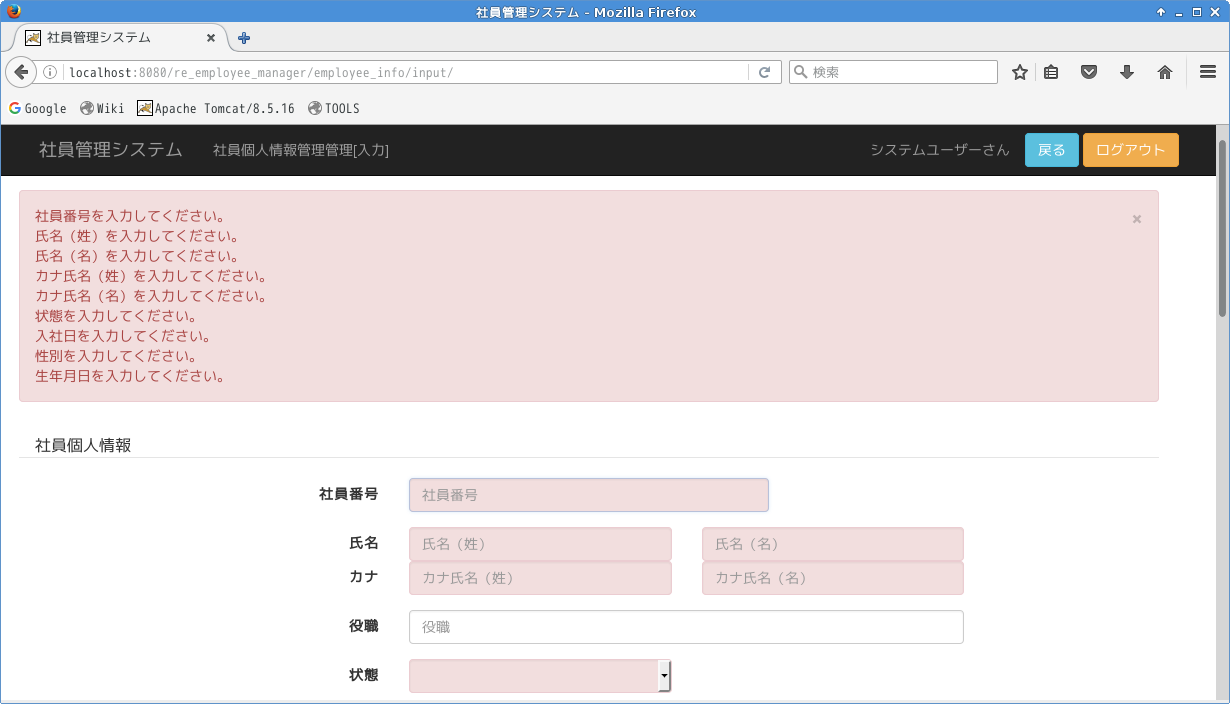 社員管理システム - Mozilla Firefox
社員管理システム
localhost:8080/re_employee_manager/employee_info/input/
検索
Google Wiki Apache Tomcat/8.5.16 TOOLS
社員管理システム 社員個人情報管理管理[入力] システムユーザーさん 戻る ログアウト
社員番号を入力してください。
×
氏名（姓）を入力してください。
氏名（名）を入力してください。
カナ氏名（姓）を入力してください。
カナ氏名（名）を入力してください。
状態を入力してください。
入社日を入力してください。
性別を入力してください。
生年月日を入力してください。
社員個人情報
社員番号 社員番号
氏名 氏名（姓） 氏名（名）
カナ カナ氏名（姓） カナ氏名（名）
役職 役職
状態